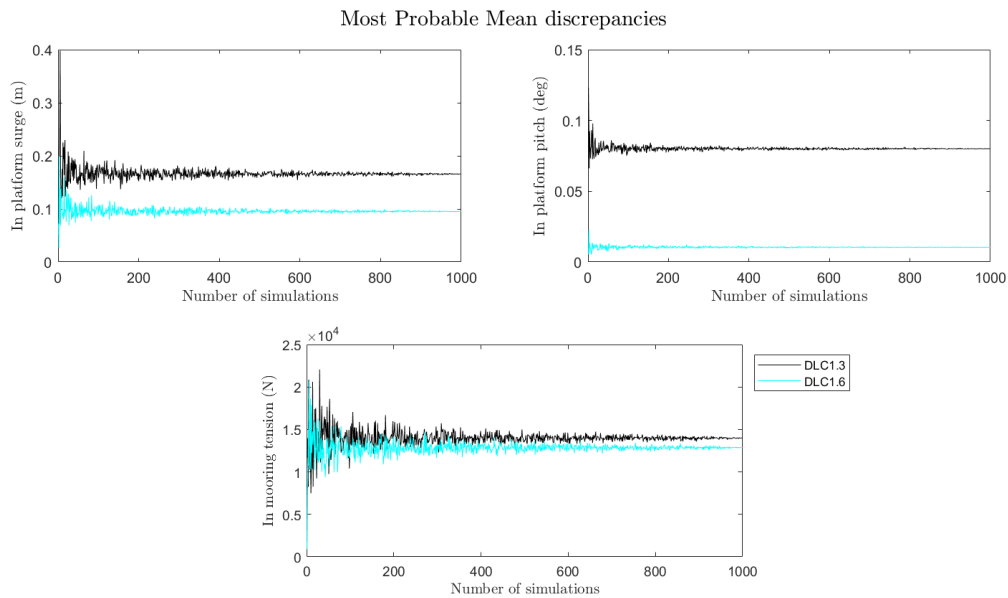 Most Probable Mean discrepancies
In platform surge (m)
0.4
0.3
0.2
0.1
0
0 200 400 600 800 1000
Number of simulations
In platform pitch (deg)
0.15
0.1
0.05
0
0 200 400 600 800 1000
Number of simulations
×10⁴
In mooring tension (N)
2.5
2
1.5
1
0.5
0
0 200 400 600 800 1000
Number of simulations
DLC1.3
DLC1.6